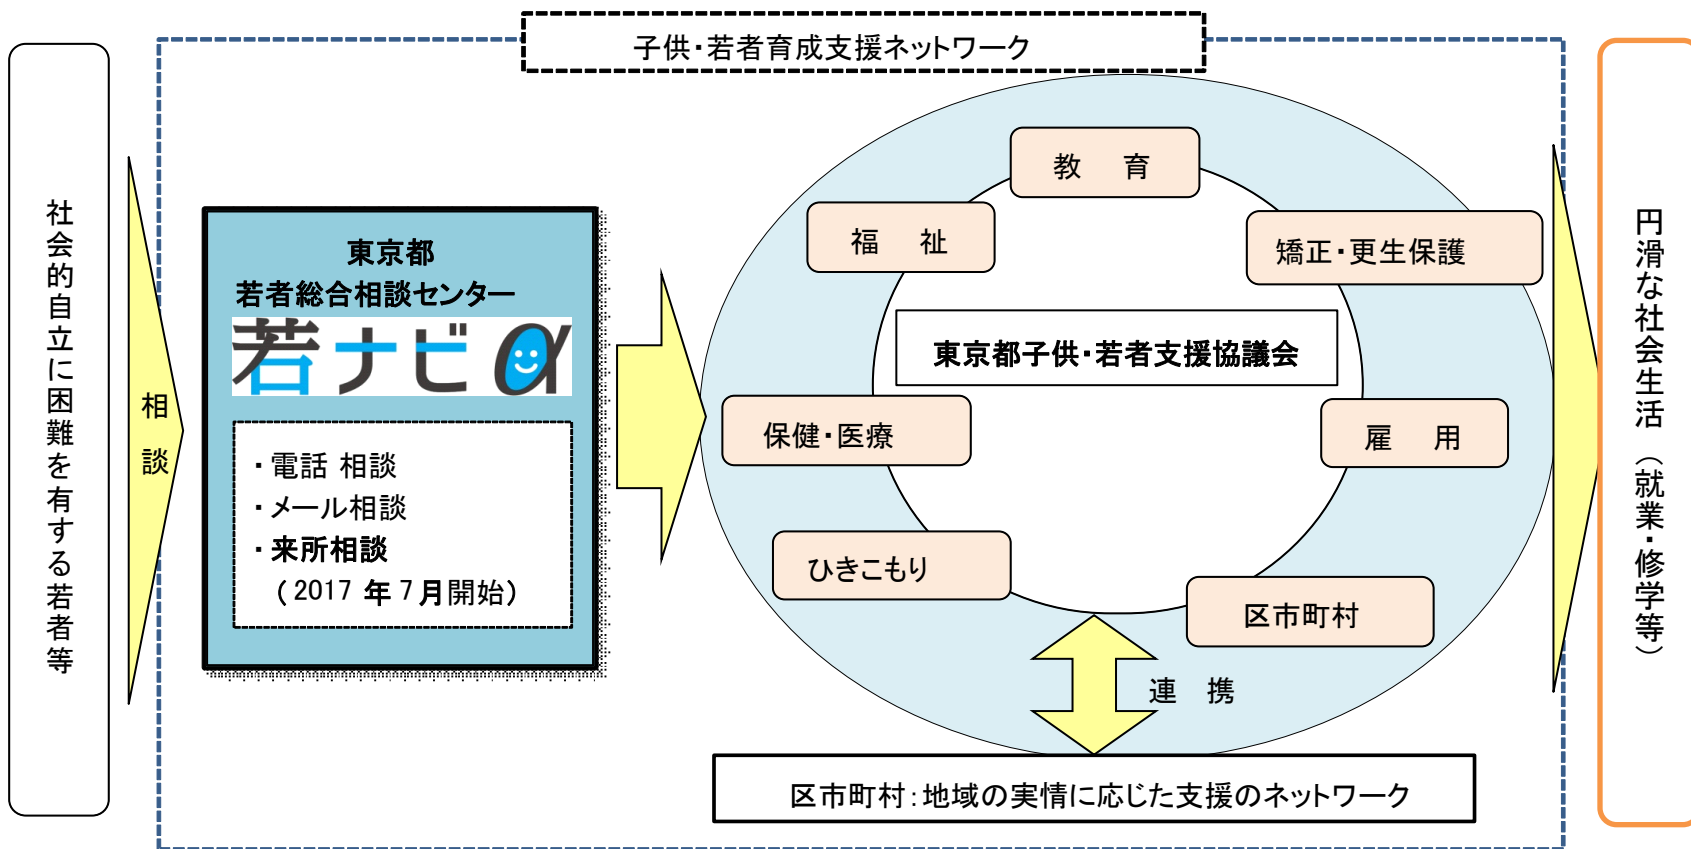 子供・若者育成支援ネットワーク
社会的自立に困難を有する若者等
相談
東京都
若者総合相談センター
若ナビα
・電話 相談
・メール相談
・来所相談
（2017 年 7 月開始）
教　育
福　祉
矯正・更生保護
東京都子供・若者支援協議会
保健・医療
雇　用
ひきこもり
区市町村
連　携
区市町村：地域の実情に応じた支援のネットワーク
円滑な社会生活（就業・修学等）